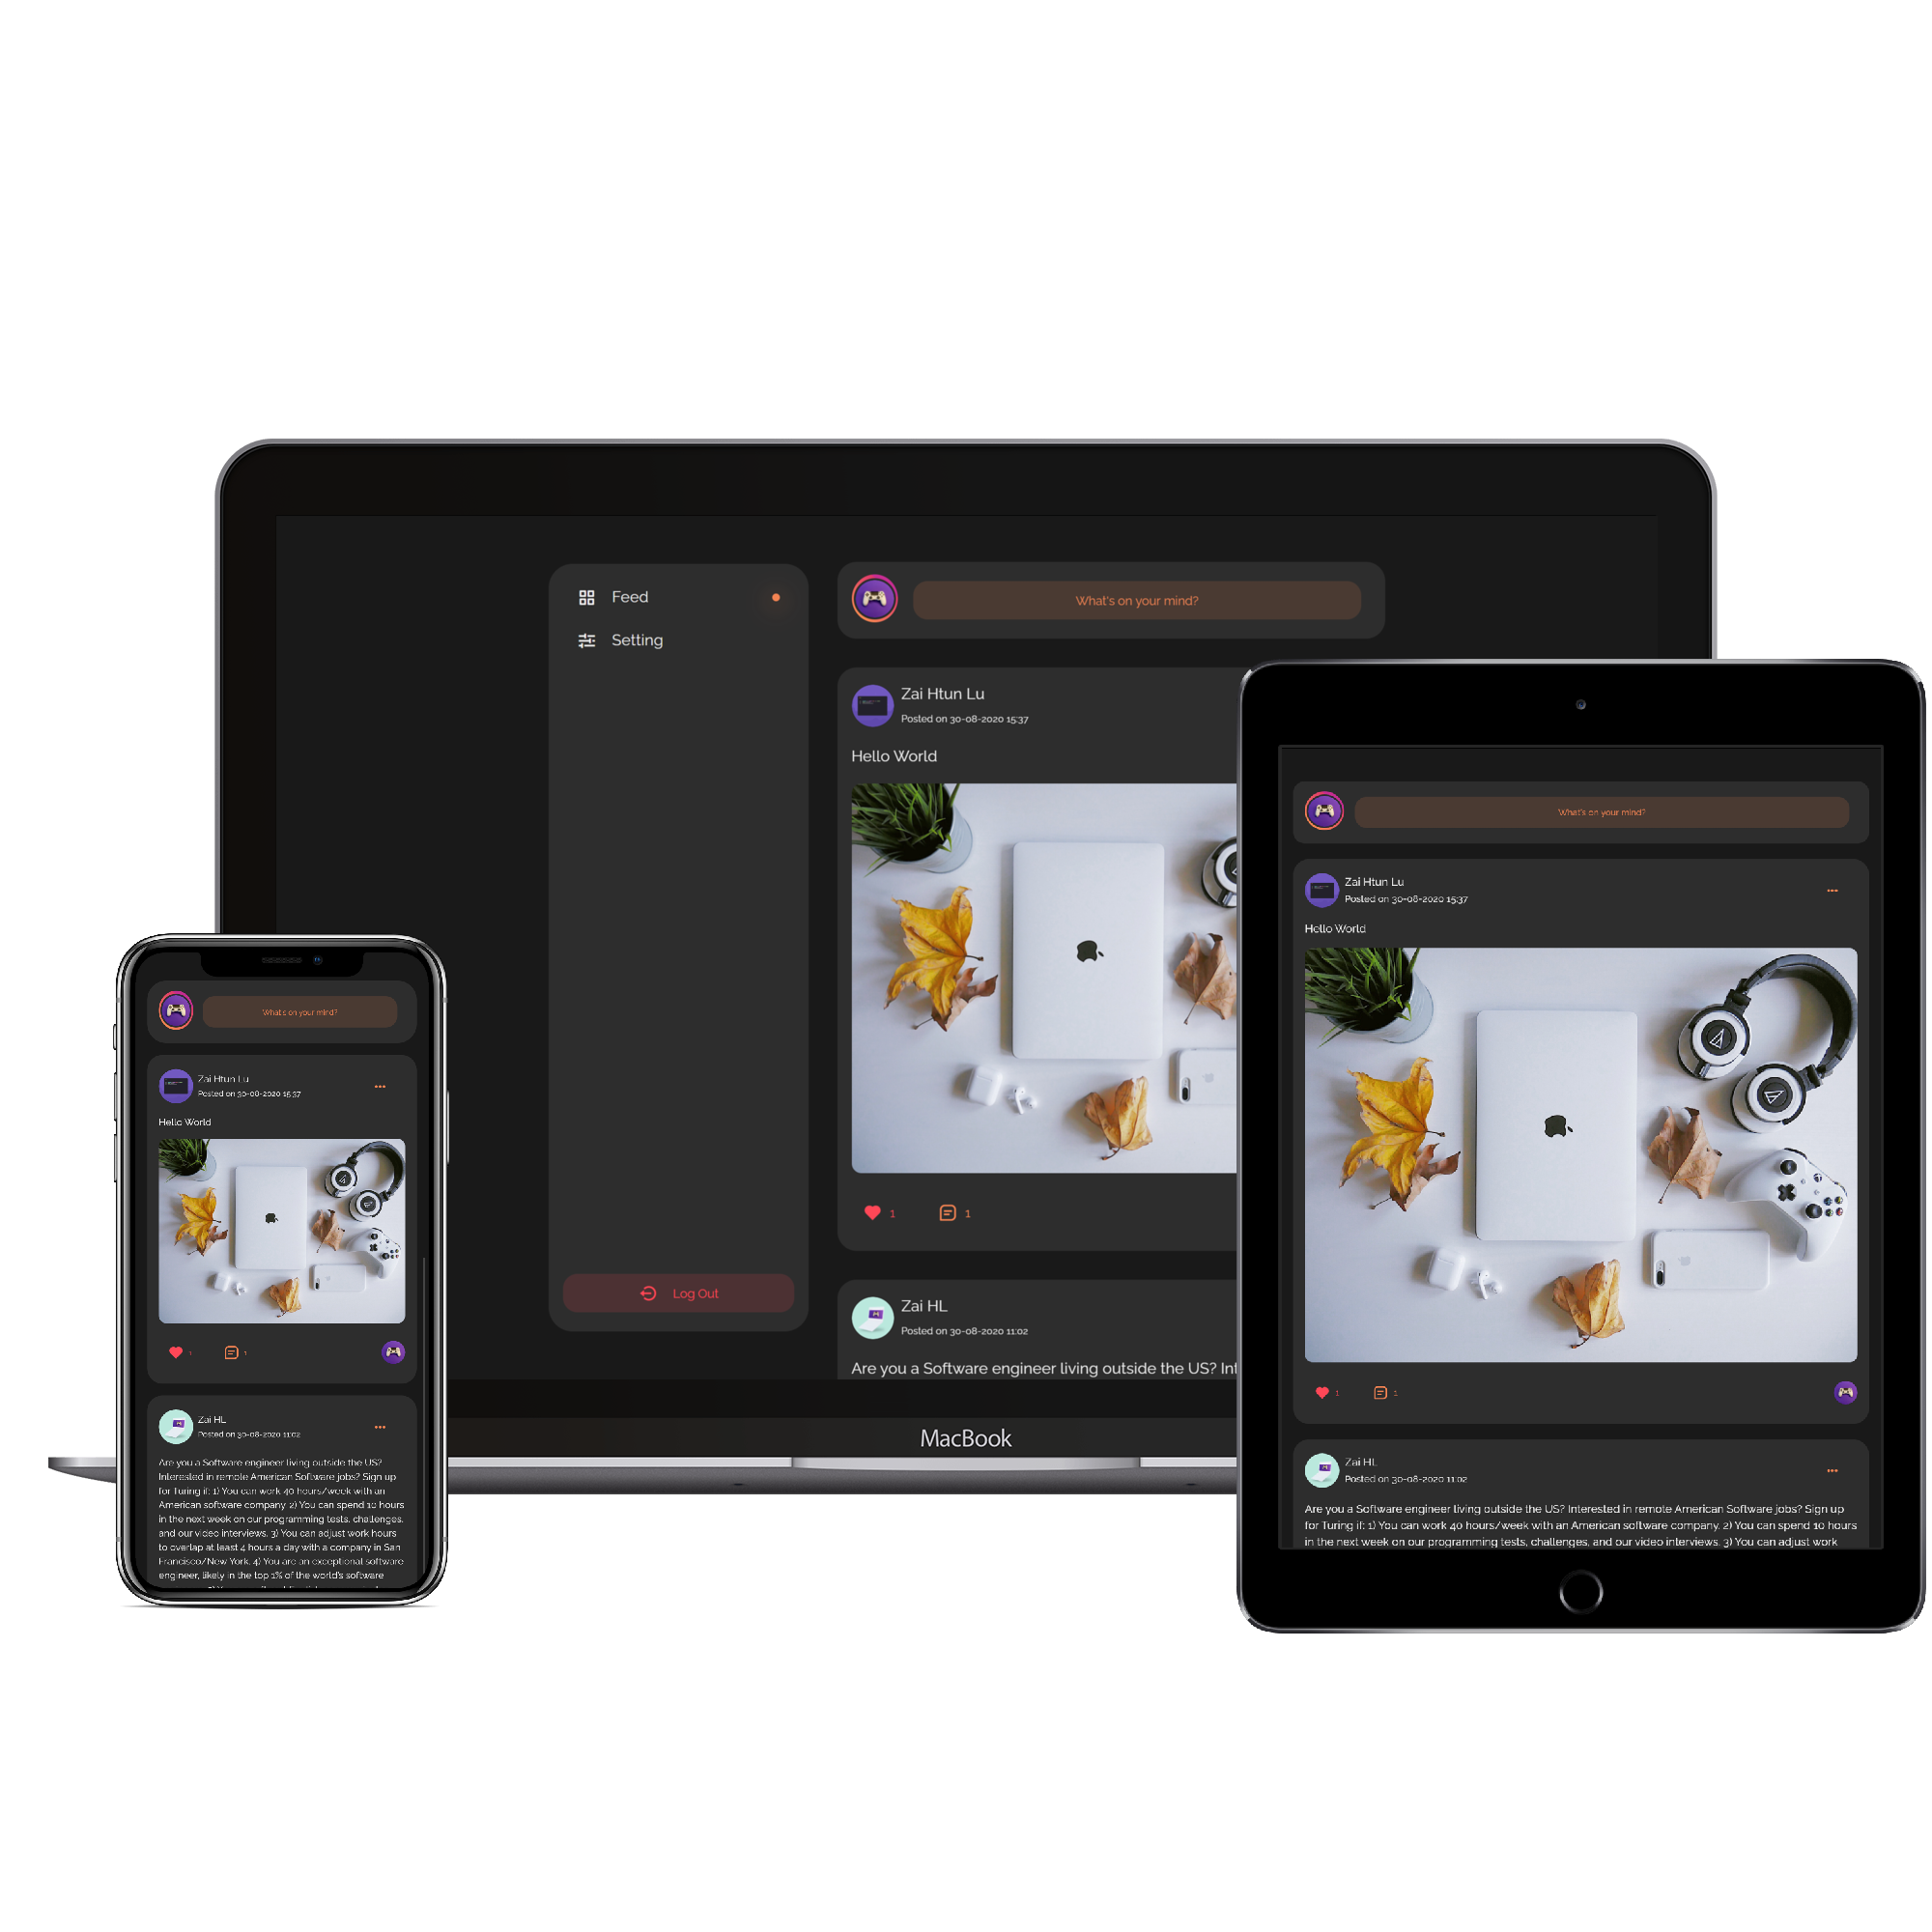 Feed
Setting
Log Out
What's on your mind?
Zai Htun Lu
Posted on 30-08-2020 15:37
Hello World
1
1
Zai HL
Posted on 30-08-2020 11:02
Are you a Software engineer living outside the US? Int
MacBook
What's on your mind?
Zai Htun Lu
Posted on 30-08-2020 15:37
Hello World
1
1
Zai HL
Posted on 30-08-2020 11:02
Are you a Software engineer living outside the US?
Interested in remote American Software jobs? Sign up
for Turing if: 1) You can work 40 hours/week with an
American software company. 2) You can spend 10 hours
in the next week on our programming tests, challenges,
and our video interviews. 3) You can adjust work hours
to overlap at least 4 hours a day with a company in San
Francisco/New York. 4) You are an exceptional software
engineer, likely in the top 1% of the world's software
What's on your mind?
Zai Htun Lu
Posted on 30-08-2020 15:37
Hello World
1
1
Zai HL
Posted on 30-08-2020 11:02
Are you a Software engineer living outside the US? Interested in remote American Software jobs? Sign up
for Turing if: 1) You can work 40 hours/week with an American software company. 2) You can spend 10 hours
in the next week on our programming tests, challenges, and our video interviews. 3) You can adjust work